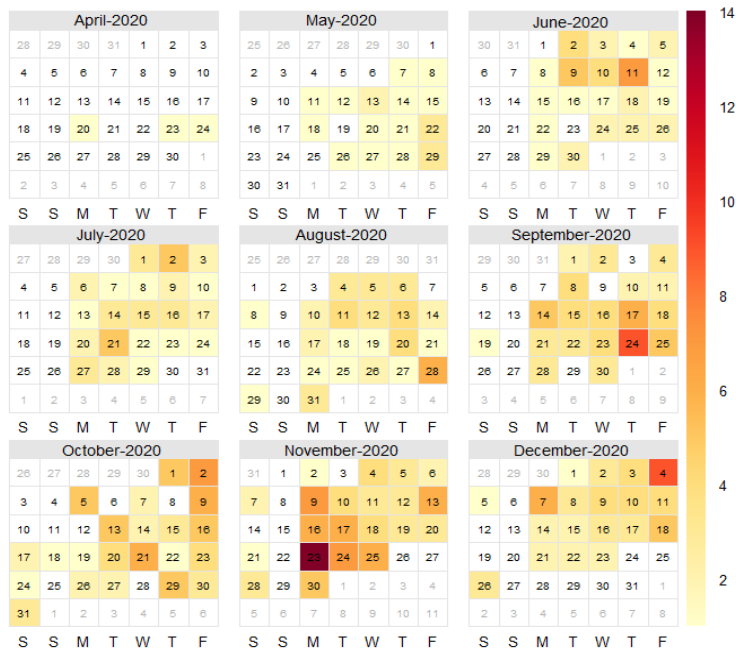 April-2020
28 29 30 31 1 2 3
4 5 6 7 8 9 10
11 12 13 14 15 16 17
18 19 20 21 22 23 24
25 26 27 28 29 30 1
2 3 4 5 6 7 8
S S M T W T F
May-2020
25 26 27 28 29 30 1
2 3 4 5 6 7 8
9 10 11 12 13 14 15
16 17 18 19 20 21 22
23 24 25 26 27 28 29
30 31 1 2 3 4 5
S S M T W T F
June-2020
30 31 1 2 3 4 5
6 7 8 9 10 11 12
13 14 15 16 17 18 19
20 21 22 23 24 25 26
27 28 29 30 1 2 3
4 5 6 7 8 9 10
S S M T W T F
July-2020
27 28 29 30 1 2 3
4 5 6 7 8 9 10
11 12 13 14 15 16 17
18 19 20 21 22 23 24
25 26 27 28 29 30 31
1 2 3 4 5 6 7
S S M T W T F
August-2020
25 26 27 28 29 30 31
1 2 3 4 5 6 7
8 9 10 11 12 13 14
15 16 17 18 19 20 21
22 23 24 25 26 27 28
29 30 31 1 2 3 4
S S M T W T F
September-2020
29 30 31 1 2 3 4
5 6 7 8 9 10 11
12 13 14 15 16 17 18
19 20 21 22 23 24 25
26 27 28 29 30 1 2
3 4 5 6 7 8 9
S S M T W T F
October-2020
26 27 28 29 30 1 2
3 4 5 6 7 8 9
10 11 12 13 14 15 16
17 18 19 20 21 22 23
24 25 26 27 28 29 30
31 1 2 3 4 5 6
S S M T W T F
November-2020
31 1 2 3 4 5 6
7 8 9 10 11 12 13
14 15 16 17 18 19 20
21 22 23 24 25 26 27
28 29 30 1 2 3 4
5 6 7 8 9 10 11
S S M T W T F
December-2020
28 29 30 1 2 3 4
5 6 7 8 9 10 11
12 13 14 15 16 17 18
19 20 21 22 23 24 25
26 27 28 29 30 31 1
2 3 4 5 6 7 8
S S M T W T F
14
12
10
8
6
4
2